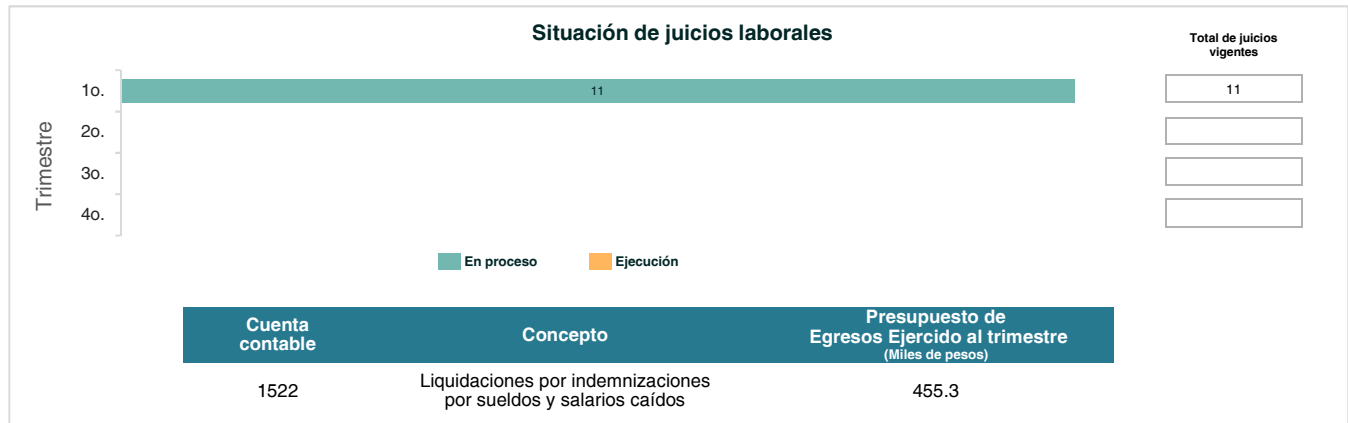 Situación de juicios laborales
Total de juicios
vigentes
Trimestre
1o.
11
11
2o.
3o.
4o.
En proceso
Ejecución
Cuenta
contable
Concepto
Presupuesto de
Egresos Ejercido al trimestre
(Miles de pesos)
1522
Liquidaciones por indemnizaciones
por sueldos y salarios caídos
455.3